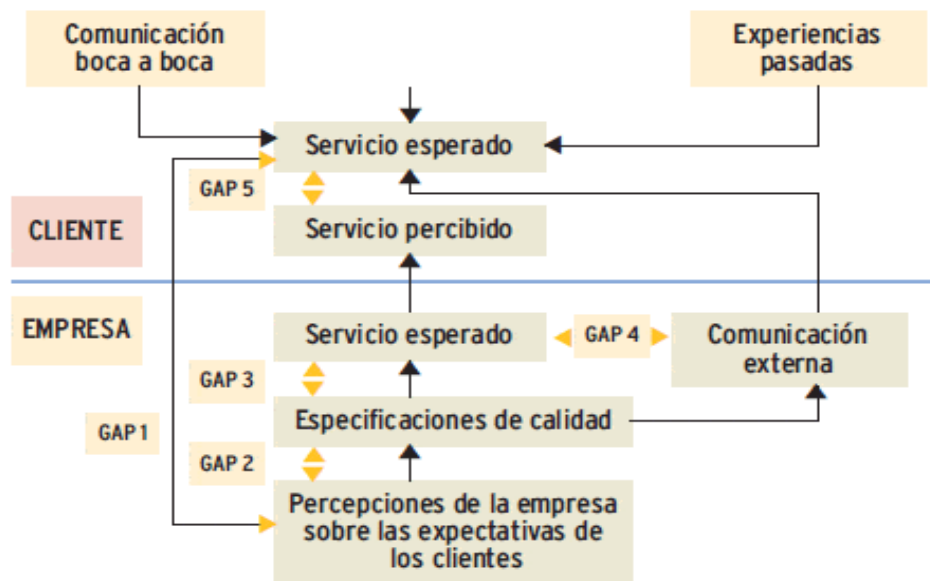 Comunicación
boca a boca
Experiencias
pasadas
Servicio esperado
GAP 5
CLIENTE
Servicio percibido
EMPRESA
Servicio esperado
GAP 4
Comunicación
externa
GAP 3
Especificaciones de calidad
GAP 1
GAP 2
Percepciones de la empresa
sobre las expectativas de
los clientes